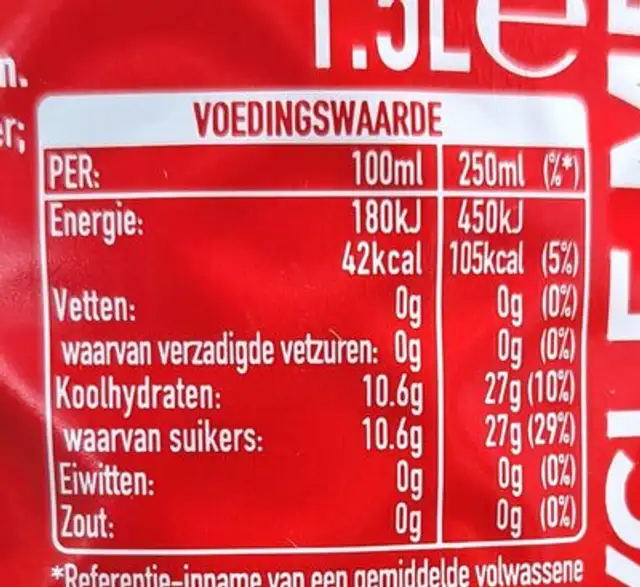 1.5L e
n.
er;
VOEDINGSWAARDE
PER: 100ml 250ml (%*)
Energie: 180kJ 450kJ
42kcal 105kcal (5%)
Vetten: 0g 0g (0%)
waarvan verzadigde vetzuren: 0g 0g (0%)
Koolhydraten: 10.6g 27g (10%)
waarvan suikers: 10.6g 27g (29%)
Eiwitten: 0g 0g (0%)
Zout: 0g 0g (0%)
*Referentie-inname van een gemiddelde volwassene